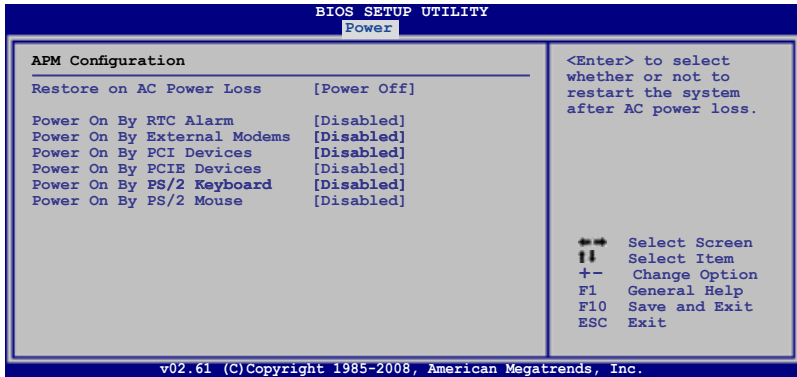 BIOS SETUP UTILITY
Power
APM Configuration
Restore on AC Power Loss [Power Off]
Power On By RTC Alarm [Disabled]
Power On By External Modems [Disabled]
Power On By PCI Devices [Disabled]
Power On By PCIE Devices [Disabled]
Power On By PS/2 Keyboard [Disabled]
Power On By PS/2 Mouse [Disabled]
<Enter> to select
whether or not to
restart the system
after AC power loss.
←→ Select Screen
↑↓ Select Item
+- Change Option
F1 General Help
F10 Save and Exit
ESC Exit
v02.61 (C)Copyright 1985-2008, American Megatrends, Inc.